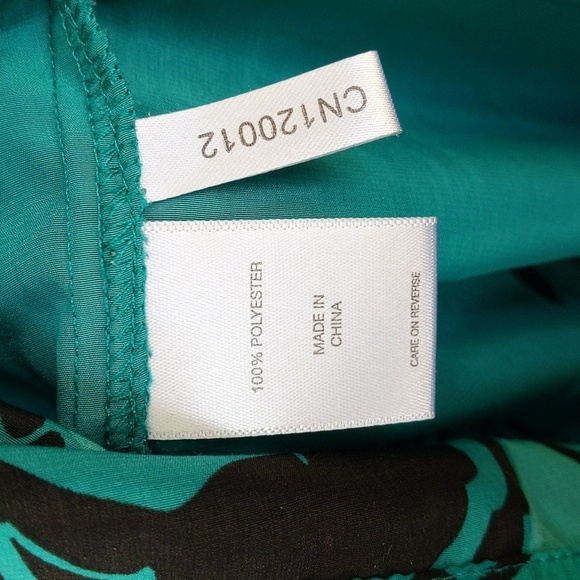 CN120012
100% POLYESTER
MADE IN
CHINA
CARE ON REVERSE